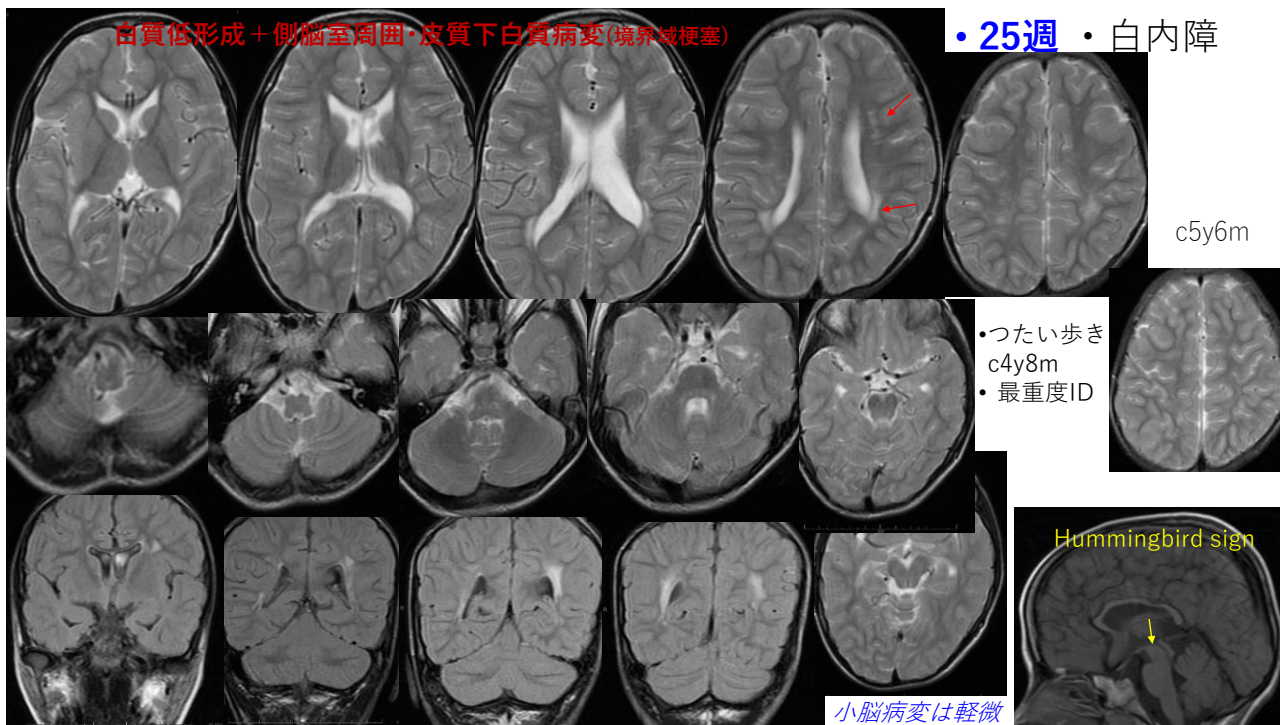 白質低形成＋側脳室周囲・皮質下白質病変(境界域梗塞)
• 25週 ・白内障
c5y6m
•つたい歩き
c4y8m
• 最重度ID
Hummingbird sign
小脳病変は軽微